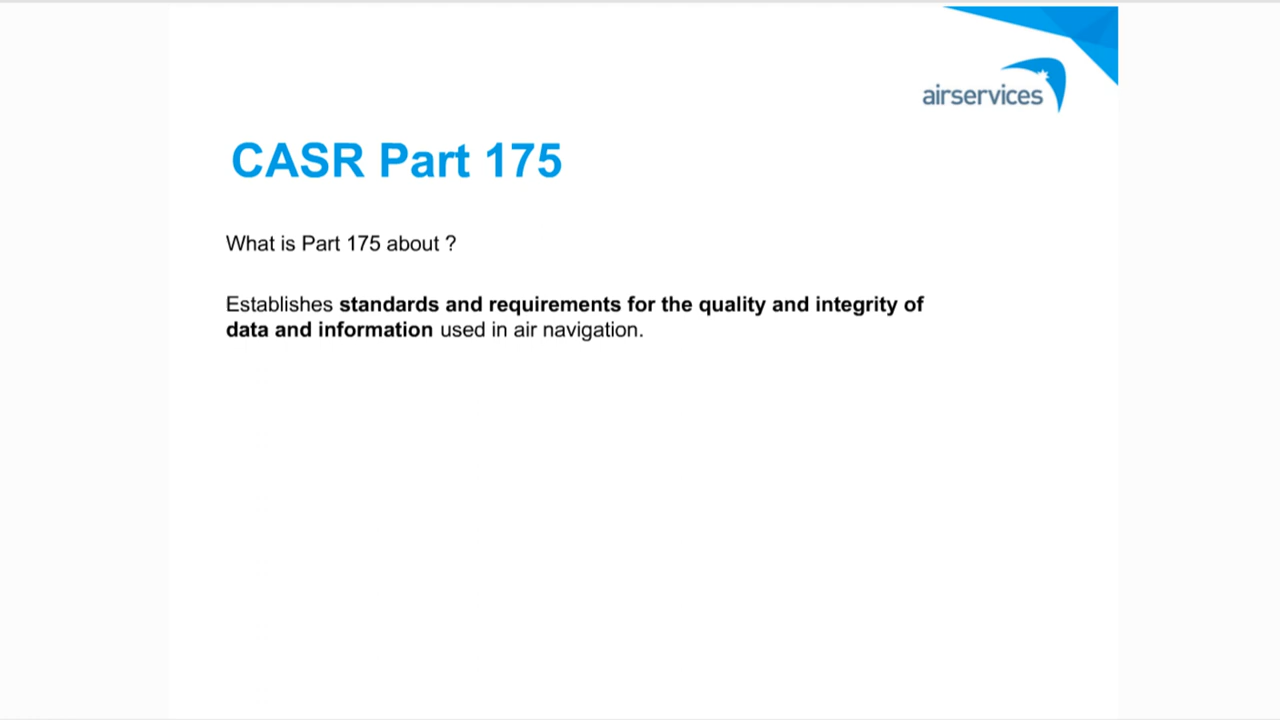 airservices
CASR Part 175
What is Part 175 about ?
Establishes standards and requirements for the quality and integrity of
data and information used in air navigation.